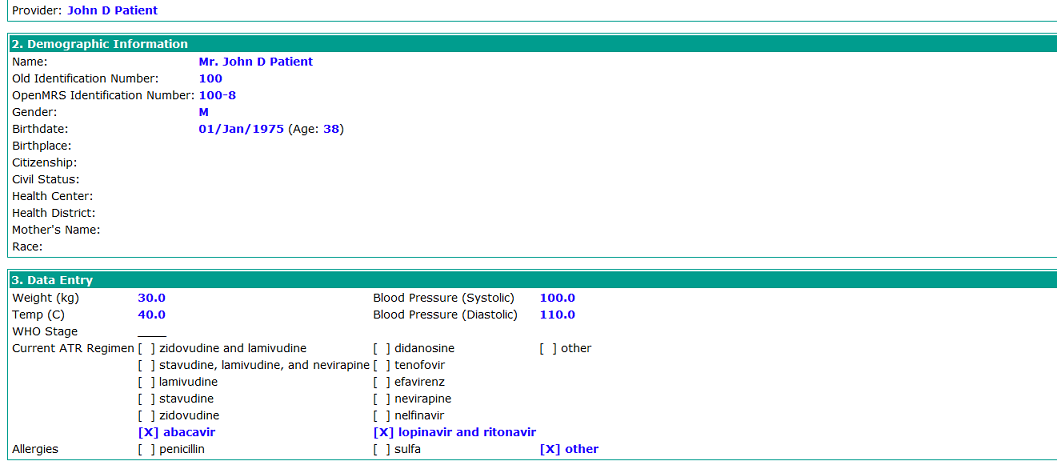 Provider: John D Patient
2. Demographic Information
Name: Mr. John D Patient
Old Identification Number: 100
OpenMRS Identification Number: 100-8
Gender: M
Birthdate: 01/Jan/1975 (Age: 38)
Birthplace:
Citizenship:
Civil Status:
Health Center:
Health District:
Mother's Name:
Race:
3. Data Entry
Weight (kg) 30.0 Blood Pressure (Systolic) 100.0
Temp (C) 40.0 Blood Pressure (Diastolic) 110.0
WHO Stage ____
Current ATR Regimen [ ] zidovudine and lamivudine [ ] didanosine [ ] other
[ ] stavudine, lamivudine, and nevirapine [ ] tenofovir
[ ] lamivudine [ ] efavirenz
[ ] stavudine [ ] nevirapine
[ ] zidovudine [ ] nelfinavir
[X] abacavir [X] lopinavir and ritonavir
Allergies [ ] penicillin [ ] sulfa [X] other